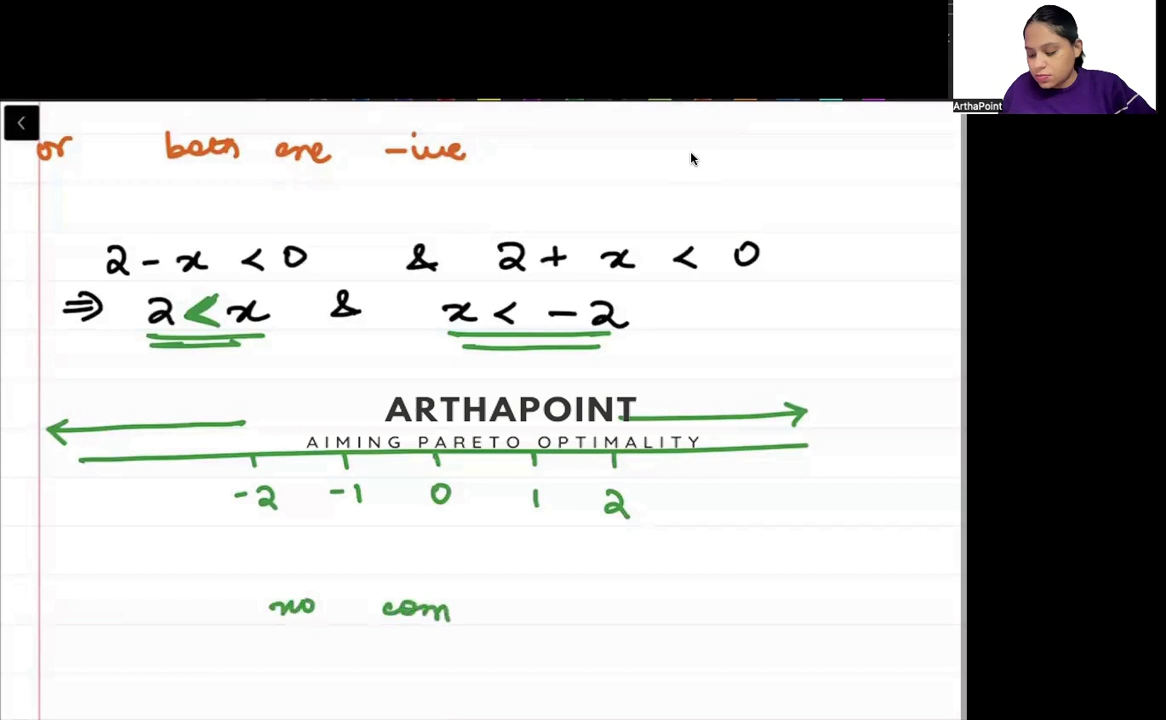 ArthaPoint
or both are -ive
2 - x < 0 & 2 + x < 0
⇒ 2 < x & x < -2
ARTHAPOINT
AIMING PARETO OPTIMALITY
-2 -1 0 1 2
no com